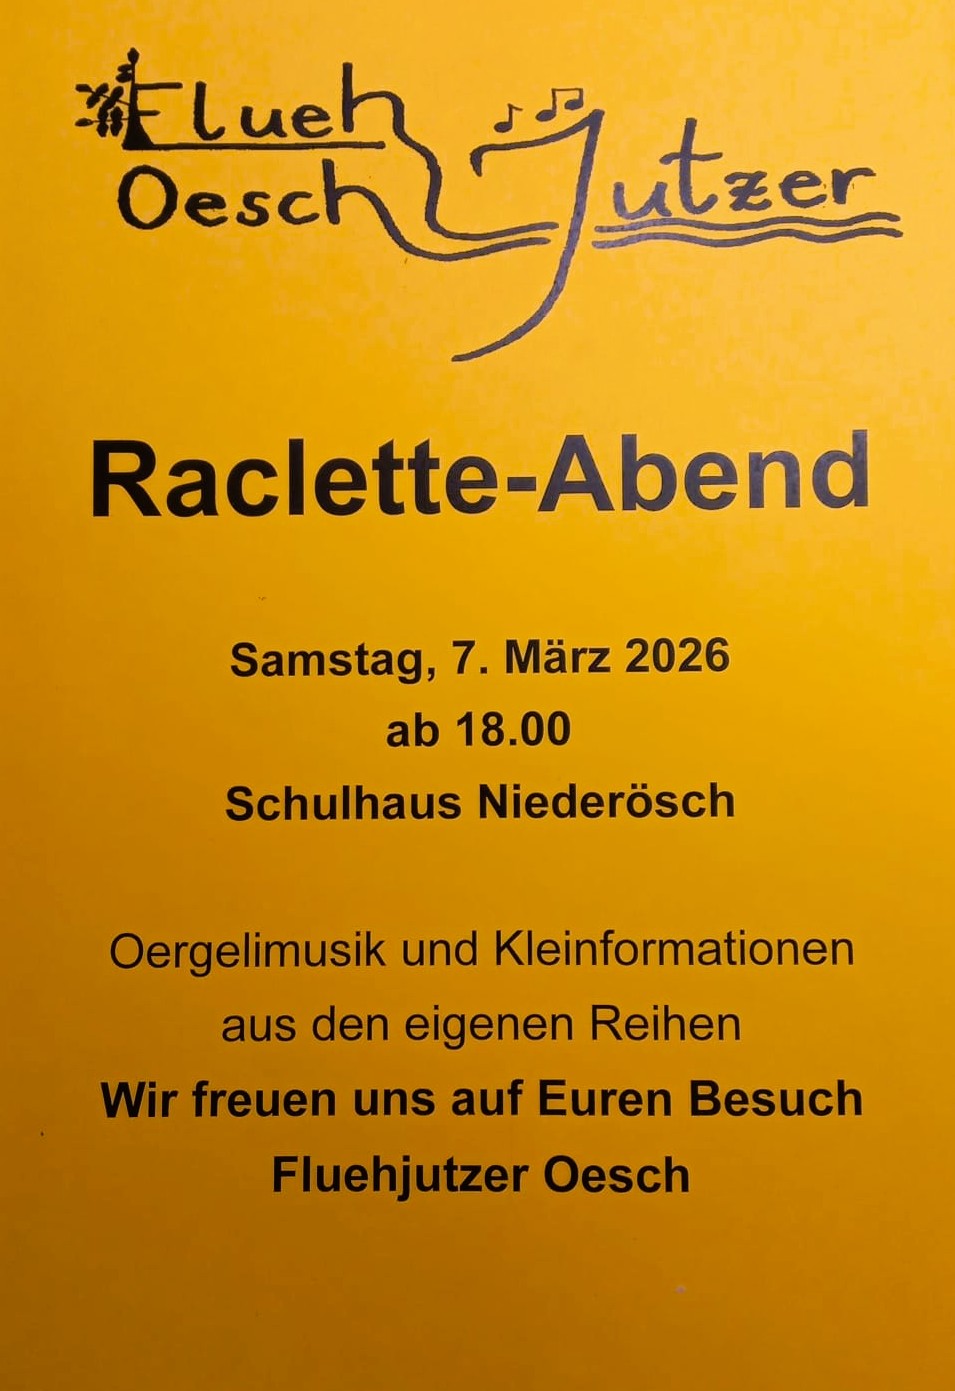 Flueh
Oesch Jutzer
Raclette-Abend
Samstag, 7. März 2026
ab 18.00
Schulhaus Niederösch
Oergelimusik und Kleinformationen
aus den eigenen Reihen
Wir freuen uns auf Euren Besuch
Fluehjutzer Oesch